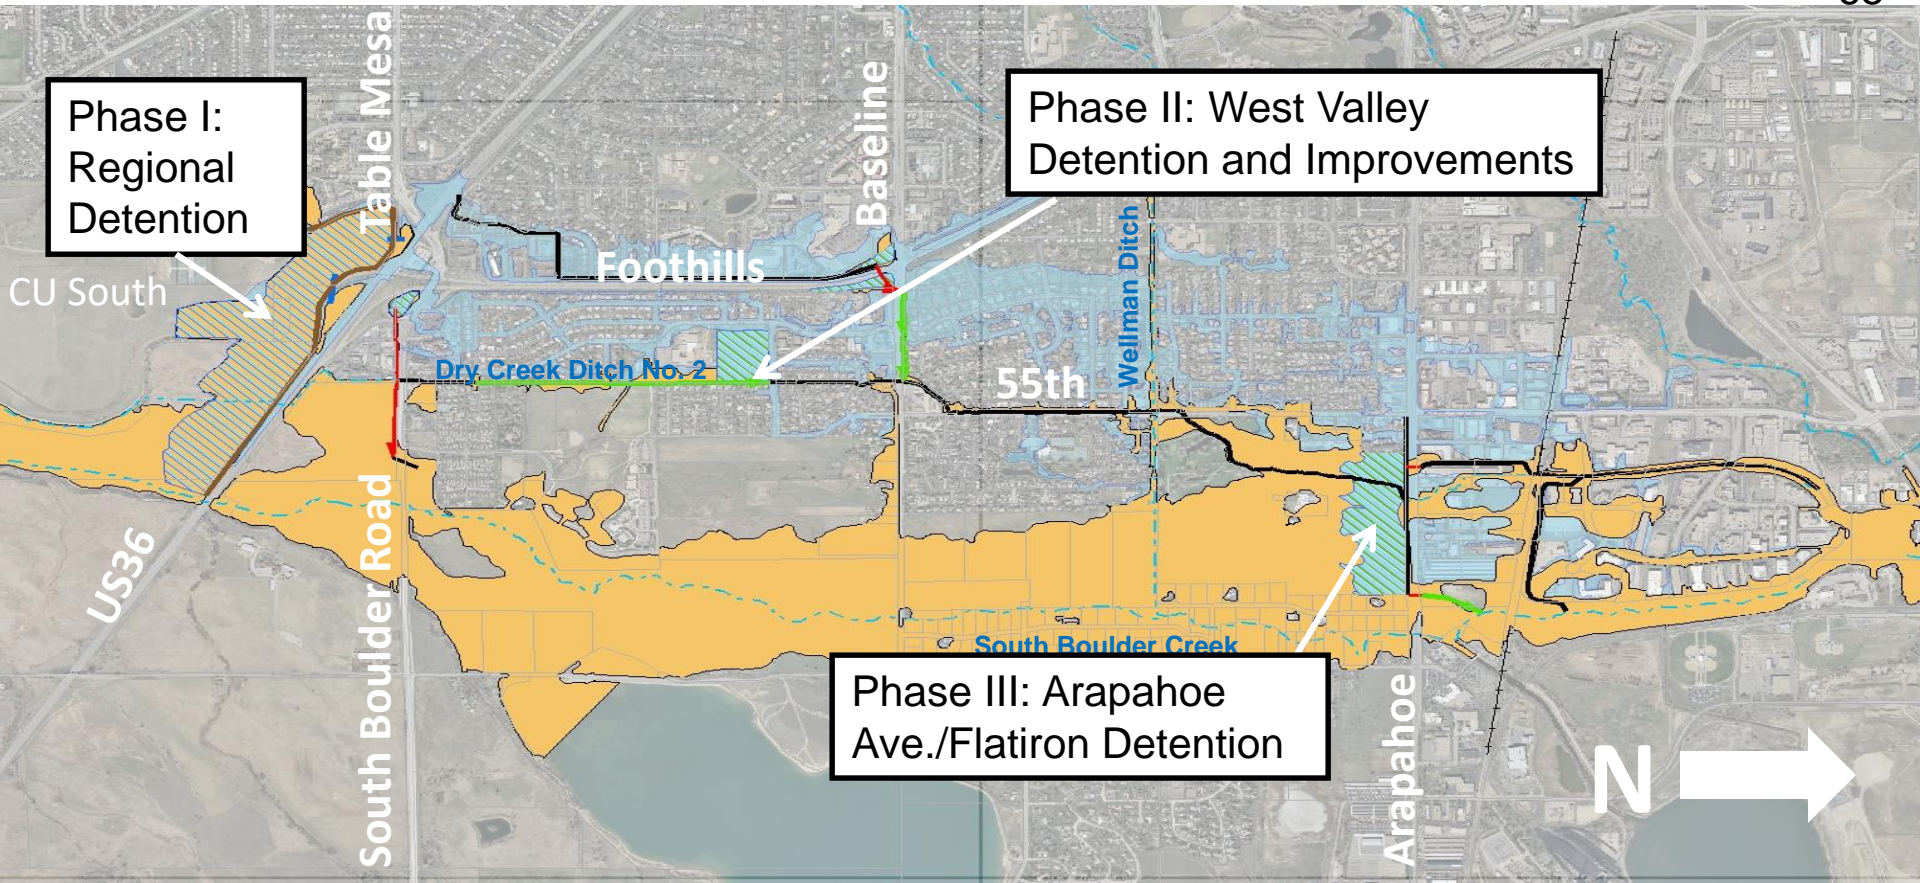 Phase I:
Regional
Detention
Table Mesa
Baseline
Phase II: West Valley
Detention and Improvements
CU South
Foothills
Wellman Ditch
Dry Creek Ditch No. 2
55th
US36
South Boulder Road
South Boulder Creek
Phase III: Arapahoe
Ave./Flatiron Detention
Arapahoe
N